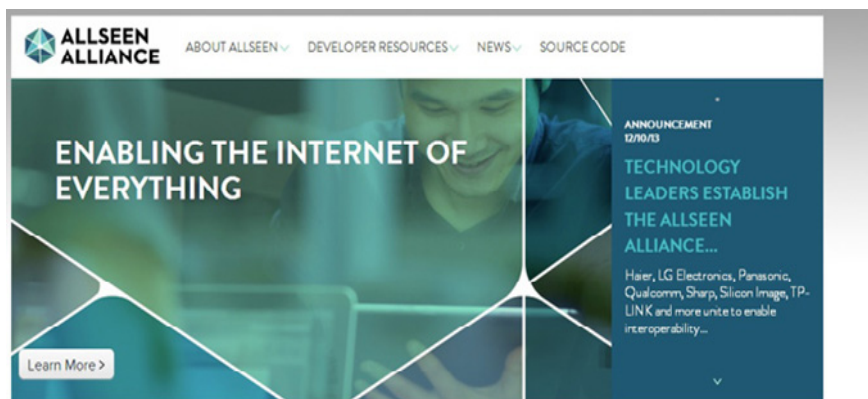 ALLSEEN
ALLIANCE
ABOUT ALLSEEN
DEVELOPER RESOURCES
NEWS
SOURCE CODE
ENABLING THE INTERNET OF
EVERYTHING
Learn More >
ANNOUNCEMENT
12/10/13
TECHNOLOGY
LEADERS ESTABLISH
THE ALLSEEN
ALLIANCE...
Haier, LG Electronics, Panasonic,
Qualcomm, Sharp, Silicon Image, TP-
LINK and more unite to enable
interoperability...